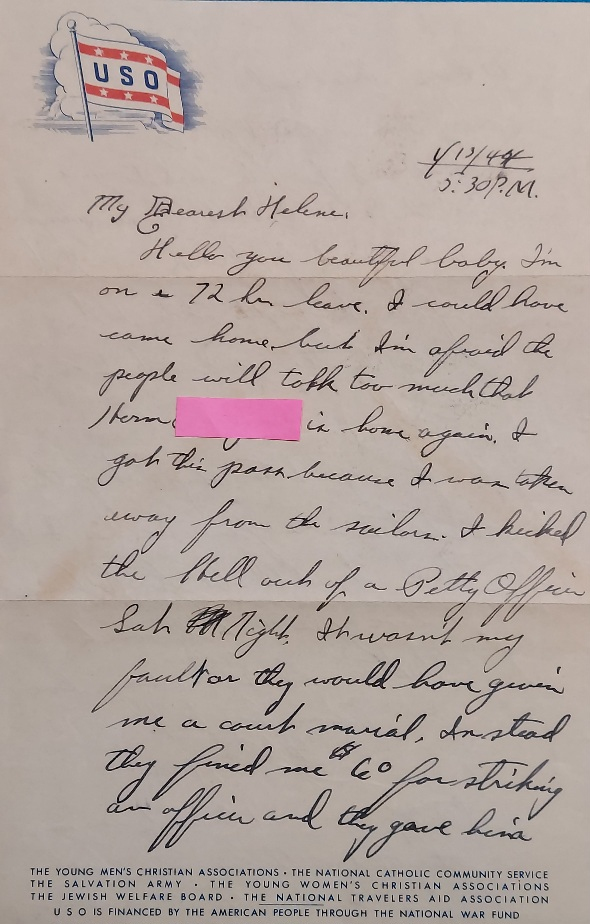 USO
1/13/44
5:30 P.M.
My Dearest Helene,
Hello you beautiful baby. I'm
on a 72 hr leave. I could have
came home but I'm afraid the
people will talk too much that
Herm is home again. I
got this pass because I was taken
away from the sailors. I kicked
the Hell out of a Petty Officer
Sat Night. It wasn't my
fault or they would have given
me a court marial, In stead
they fined me $6⁰ for striking
an officer and they gave him
THE YOUNG MEN'S CHRISTIAN ASSOCIATIONS · THE NATIONAL CATHOLIC COMMUNITY SERVICE
THE SALVATION ARMY · THE YOUNG WOMEN'S CHRISTIAN ASSOCIATIONS
THE JEWISH WELFARE BOARD · THE NATIONAL TRAVELERS AID ASSOCIATION
USO IS FINANCED BY THE AMERICAN PEOPLE THROUGH THE NATIONAL WAR FUND